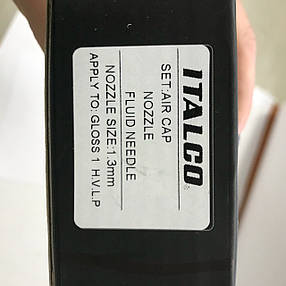 ITALCO
SET:AIR CAP
NOZZLE
FLUID NEEDLE
NOZZLE SIZE:1.3mm
APPLY TO: GLOSS 1 H.V.L.P